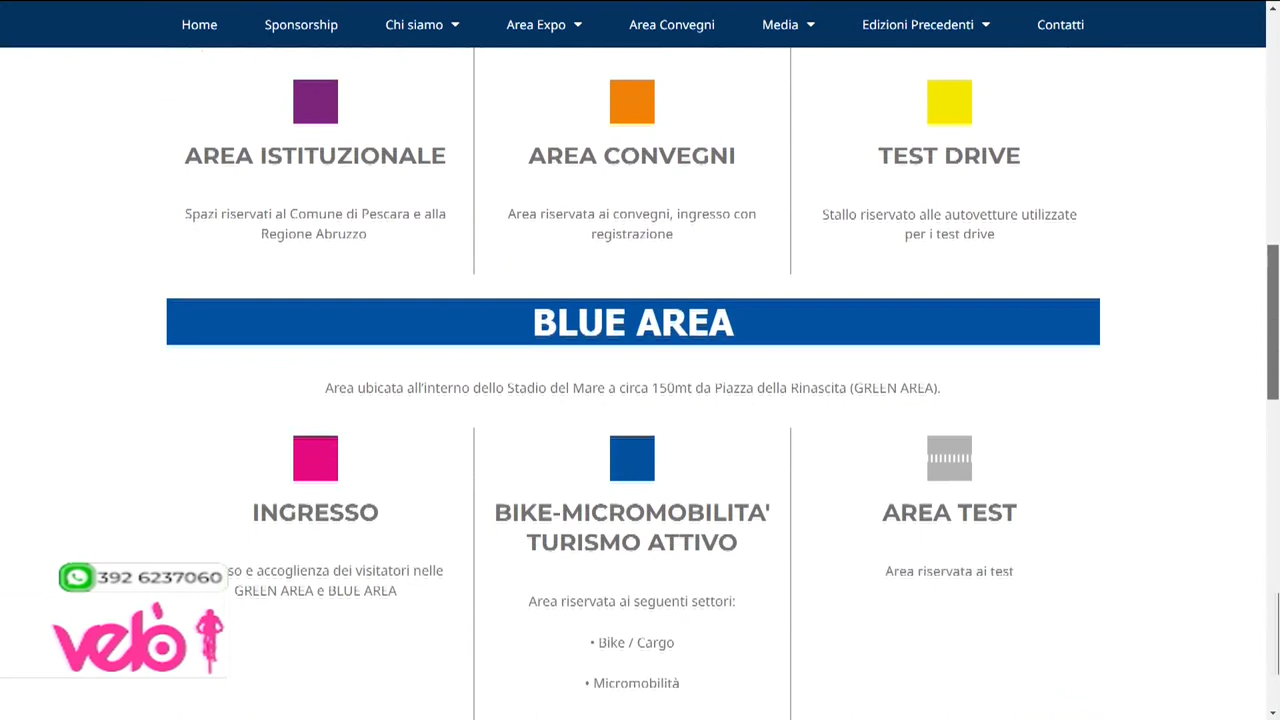 Home Sponsorship Chi siamo Area Expo Area Convegni Media Edizioni Precedenti Contatti
AREA ISTITUZIONALE
Spazi riservati al Comune di Pescara e alla
Regione Abruzzo
AREA CONVEGNI
Area riservata ai convegni, ingresso con
registrazione
TEST DRIVE
Stallo riservato alle autovetture utilizzate
per i test drive
BLUE AREA
Area ubicata all'interno dello Stadio del Mare a circa 150mt da Piazza della Rinascita (GREEN AREA).
INGRESSO
e accoglienza dei visitatori nelle
GREEN AREA e BLUE AREA
BIKE-MICROMOBILITA'
TURISMO ATTIVO
Area riservata ai seguenti settori:
• Bike / Cargo
• Micromobilità
AREA TEST
Area riservata ai test
392 6237060
velò